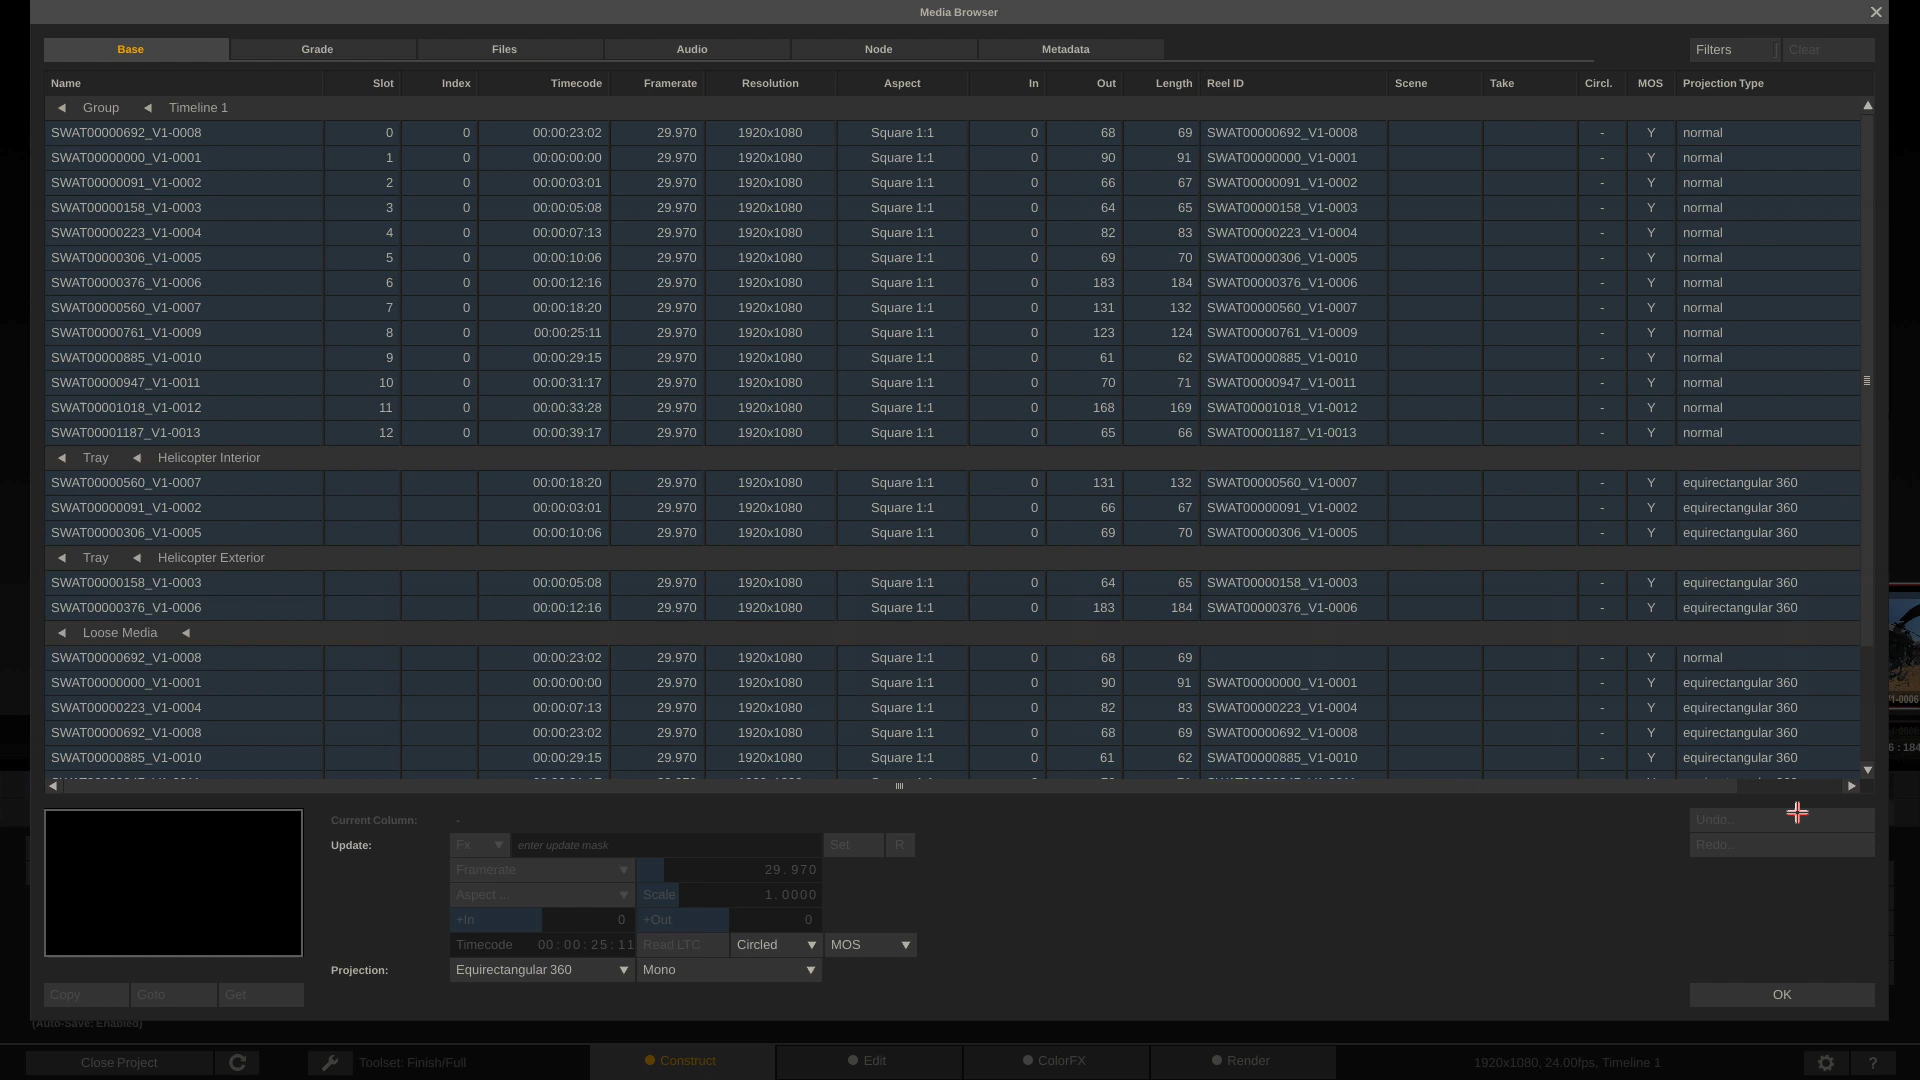 Media Browser
Base Grade Files Audio Node Metadata Filters Clear
Name Slot Index Timecode Framerate Resolution Aspect In Out Length Reel ID Scene Take Circl. MOS Projection Type
Group Timeline 1
SWAT00000692_V1-0008 0 0 00:00:23:02 29.970 1920x1080 Square 1:1 0 68 69 SWAT00000692_V1-0008 - Y normal
SWAT00000000_V1-0001 1 0 00:00:00:00 29.970 1920x1080 Square 1:1 0 90 91 SWAT00000000_V1-0001 - Y normal
SWAT00000091_V1-0002 2 0 00:00:03:01 29.970 1920x1080 Square 1:1 0 66 67 SWAT00000091_V1-0002 - Y normal
SWAT00000158_V1-0003 3 0 00:00:05:08 29.970 1920x1080 Square 1:1 0 64 65 SWAT00000158_V1-0003 - Y normal
SWAT00000223_V1-0004 4 0 00:00:07:13 29.970 1920x1080 Square 1:1 0 82 83 SWAT00000223_V1-0004 - Y normal
SWAT00000306_V1-0005 5 0 00:00:10:06 29.970 1920x1080 Square 1:1 0 69 70 SWAT00000306_V1-0005 - Y normal
SWAT00000376_V1-0006 6 0 00:00:12:16 29.970 1920x1080 Square 1:1 0 183 184 SWAT00000376_V1-0006 - Y normal
SWAT00000560_V1-0007 7 0 00:00:18:20 29.970 1920x1080 Square 1:1 0 131 132 SWAT00000560_V1-0007 - Y normal
SWAT00000761_V1-0009 8 0 00:00:25:11 29.970 1920x1080 Square 1:1 0 123 124 SWAT00000761_V1-0009 - Y normal
SWAT00000885_V1-0010 9 0 00:00:29:15 29.970 1920x1080 Square 1:1 0 61 62 SWAT00000885_V1-0010 - Y normal
SWAT00000947_V1-0011 10 0 00:00:31:17 29.970 1920x1080 Square 1:1 0 70 71 SWAT00000947_V1-0011 - Y normal
SWAT00001018_V1-0012 11 0 00:00:33:28 29.970 1920x1080 Square 1:1 0 168 169 SWAT00001018_V1-0012 - Y normal
SWAT00001187_V1-0013 12 0 00:00:39:17 29.970 1920x1080 Square 1:1 0 65 66 SWAT00001187_V1-0013 - Y normal
Tray Helicopter Interior
SWAT00000560_V1-0007 00:00:18:20 29.970 1920x1080 Square 1:1 0 131 132 SWAT00000560_V1-0007 - Y equirectangular 360
SWAT00000091_V1-0002 00:00:03:01 29.970 1920x1080 Square 1:1 0 66 67 SWAT00000091_V1-0002 - Y equirectangular 360
SWAT00000306_V1-0005 00:00:10:06 29.970 1920x1080 Square 1:1 0 69 70 SWAT00000306_V1-0005 - Y equirectangular 360
Tray Helicopter Exterior
SWAT00000158_V1-0003 00:00:05:08 29.970 1920x1080 Square 1:1 0 64 65 SWAT00000158_V1-0003 - Y equirectangular 360
SWAT00000376_V1-0006 00:00:12:16 29.970 1920x1080 Square 1:1 0 183 184 SWAT00000376_V1-0006 - Y equirectangular 360
Loose Media
SWAT00000692_V1-0008 00:00:23:02 29.970 1920x1080 Square 1:1 0 68 69 - Y normal
SWAT00000000_V1-0001 00:00:00:00 29.970 1920x1080 Square 1:1 0 90 91 SWAT00000000_V1-0001 - Y equirectangular 360
SWAT00000223_V1-0004 00:00:07:13 29.970 1920x1080 Square 1:1 0 82 83 SWAT00000223_V1-0004 - Y equirectangular 360
SWAT00000692_V1-0008 00:00:23:02 29.970 1920x1080 Square 1:1 0 68 69 SWAT00000692_V1-0008 - Y equirectangular 360
SWAT00000885_V1-0010 00:00:29:15 29.970 1920x1080 Square 1:1 0 61 62 SWAT00000885_V1-0010 - Y equirectangular 360
Current Column: - Undo..
Update: Fx enter update mask Set R Redo..
Framerate 29.970
Aspect ... Scale 1.0000
+In 0 +Out 0
Timecode 00:00:25:11 Read LTC Circled MOS
Projection: Equirectangular 360 Mono
Copy Goto Get OK
(Auto-Save: Enabled)
Close Project Toolset: Finish/Full Construct Edit ColorFX Render 1920x1080, 24.00fps, Timeline 1 ?